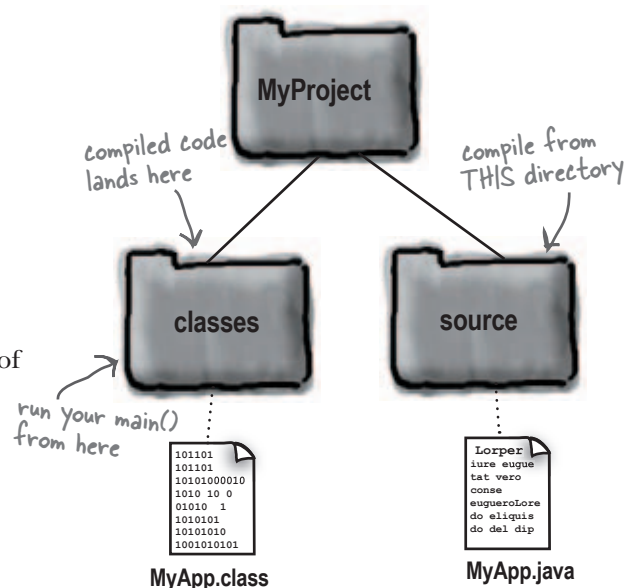 MyProject
compiled code
lands here
compile from
THIS directory
classes
source
of
run your main()
from here
101101
101101
10101000010
1010 10 0
01010 1
1010101
10101010
1001010101
MyApp.class
Lorper
iure eugue
tat vero
conse
eugueroLore
do eliquis
do del dip
MyApp.java